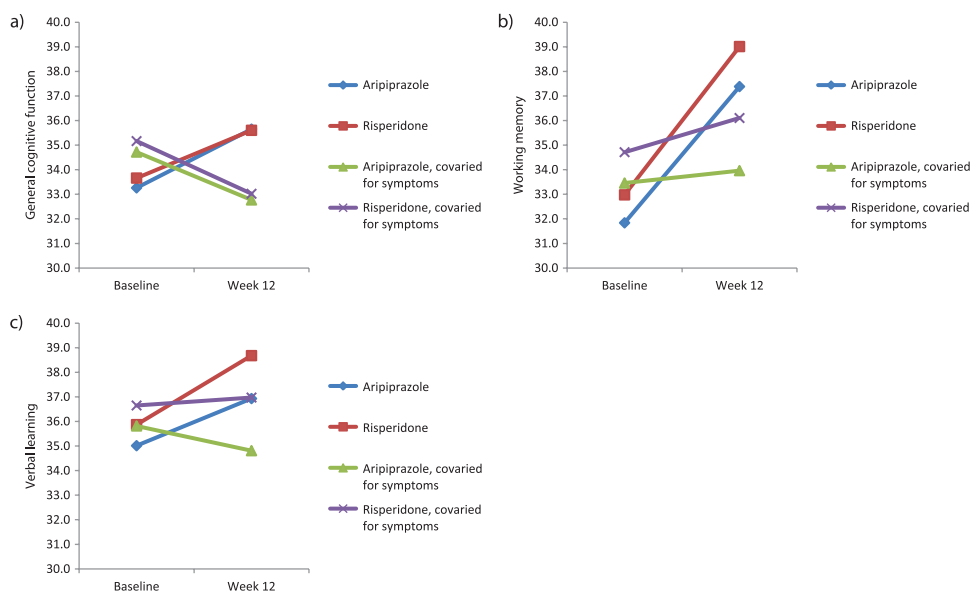 a)
40.0
39.0
38.0
37.0
36.0
35.0
34.0
33.0
32.0
31.0
30.0
General cognitive function
Baseline
Week 12
Aripiprazole
Risperidone
Aripiprazole, covaried
for symptoms
Risperidone, covaried
for symptoms
b)
40.0
39.0
38.0
37.0
36.0
35.0
34.0
33.0
32.0
31.0
30.0
Working memory
Baseline
Week 12
Aripiprazole
Risperidone
Aripiprazole, covaried
for symptoms
Risperidone, covaried
for symptoms
c)
40.0
39.0
38.0
37.0
36.0
35.0
34.0
33.0
32.0
31.0
30.0
Verbal learning
Baseline
Week 12
Aripiprazole
Risperidone
Aripiprazole, covaried
for symptoms
Risperidone, covaried
for symptoms